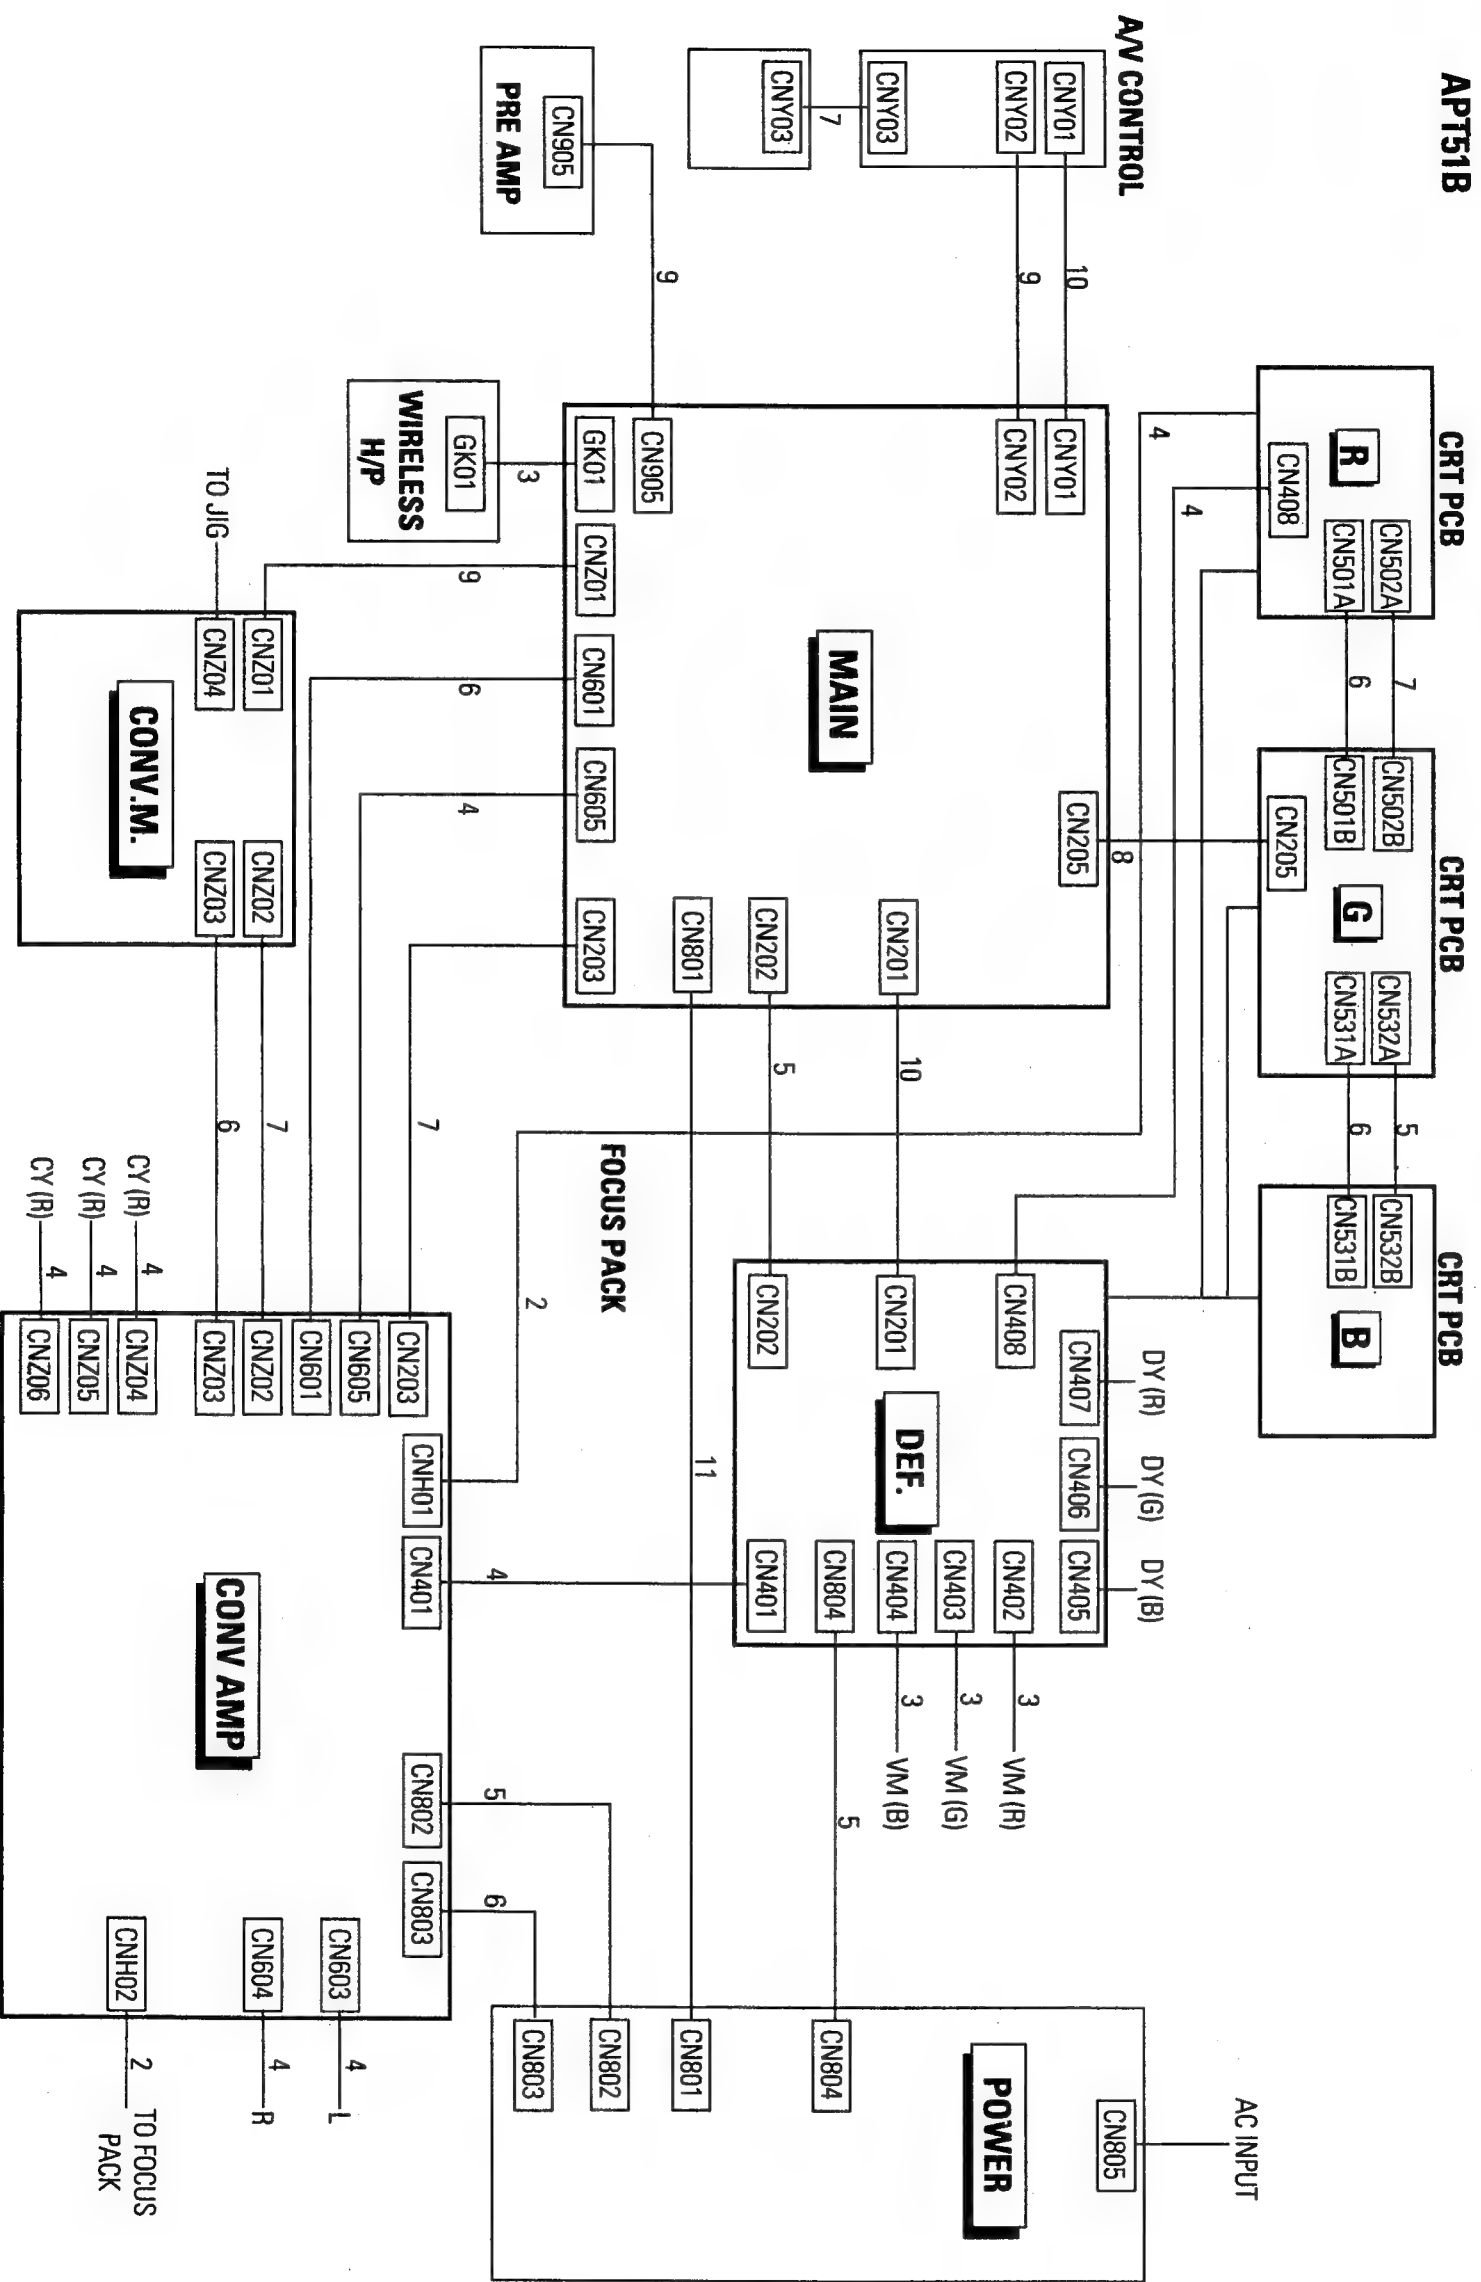 APT51B
CRT PCB
CRT PCB
CRT PCB
R
CN408
CN502A
CN501A
7
6
CN502B
CN501B
CN205
G
CN532A
CN531A
5
6
CN532B
CN531B
B
4
4
8
A/V CONTROL
CNY01
CNY02
CNY03
7
CNY03
10
9
PRE AMP
CN905
9
WIRELESS
H/P
GK01
3
MAIN
CNY01
CNY02
CN905
GK01
CNZ01
CN601
CN605
CN203
CN205
CN201
CN202
CN801
10
5
11
9
6
4
7
FOCUS PACK
2
DEF.
CN408
CN201
CN202
CN407
CN406
CN405
DY (R)
DY (G)
DY (B)
CN402
CN403
CN404
CN804
CN401
3
VM (R)
3
VM (G)
3
VM (B)
5
4
AC INPUT
CN805
POWER
CN804
CN801
CN802
CN803
TO JIG
CNZ01
CNZ04
CONV.M.
CNZ02
CNZ03
7
6
CY (R)
4
CY (R)
4
CY (R)
4
CONV AMP
CN203
CN605
CN601
CNZ02
CNZ03
CNZ04
CNZ05
CNZ06
CNH01
CN401
CN802
CN803
5
6
CN603
CN604
CNH02
4
L
4
R
2
TO FOCUS
PACK